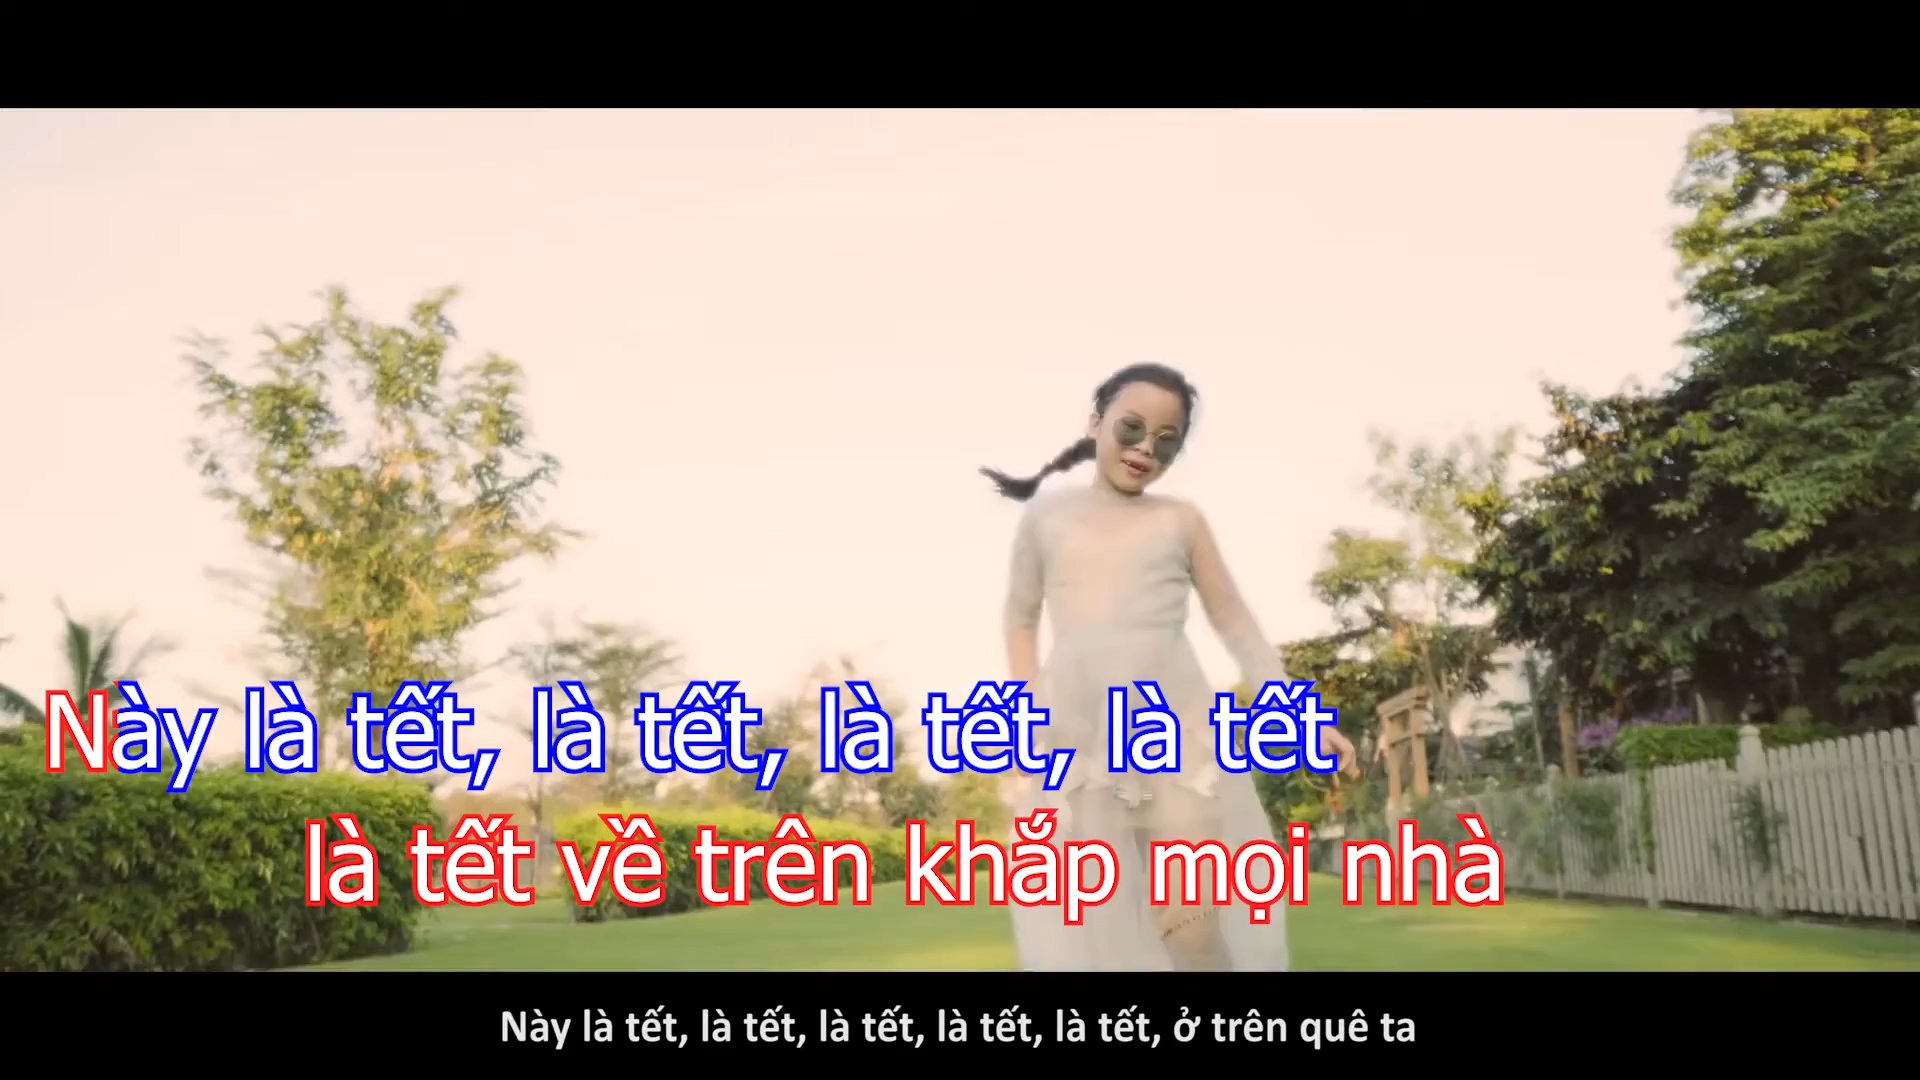 Này là tết, là tết, là tết, là tết
là tết về trên khắp mọi nhà
Này là tết, là tết, là tết, là tết, là tết, ở trên quê ta